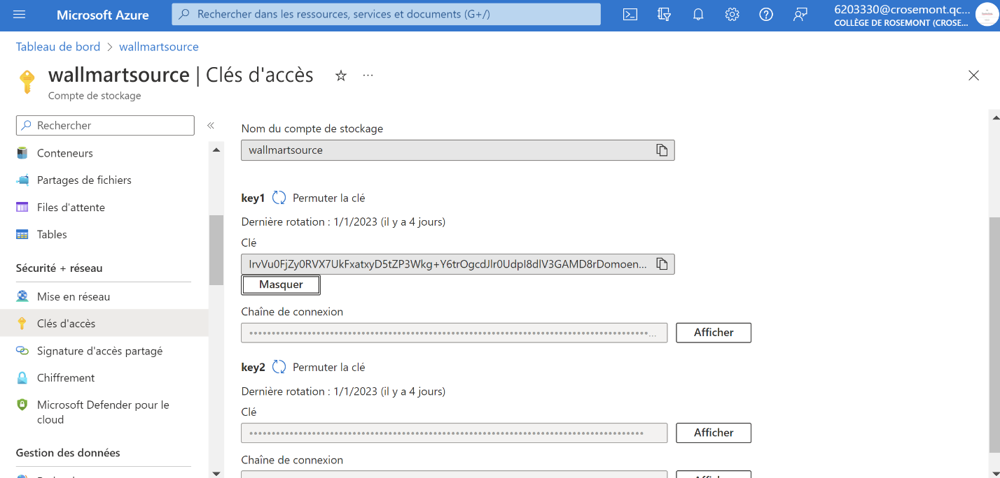 Microsoft Azure
Rechercher dans les ressources, services et documents (G+/)
6203330@crosemont.qc...
COLLÈGE DE ROSEMONT (CROSE...
Tableau de bord > wallmartsource
wallmartsource | Clés d'accès
Compte de stockage
Rechercher
Conteneurs
Partages de fichiers
Files d'attente
Tables
Sécurité + réseau
Mise en réseau
Clés d'accès
Signature d'accès partagé
Chiffrement
Microsoft Defender pour le
cloud
Gestion des données
Nom du compte de stockage
wallmartsource
key1 Permuter la clé
Dernière rotation : 1/1/2023 (il y a 4 jours)
Clé
Masquer
Chaîne de connexion
Afficher
key2 Permuter la clé
Dernière rotation : 1/1/2023 (il y a 4 jours)
Clé
Afficher
Chaîne de connexion